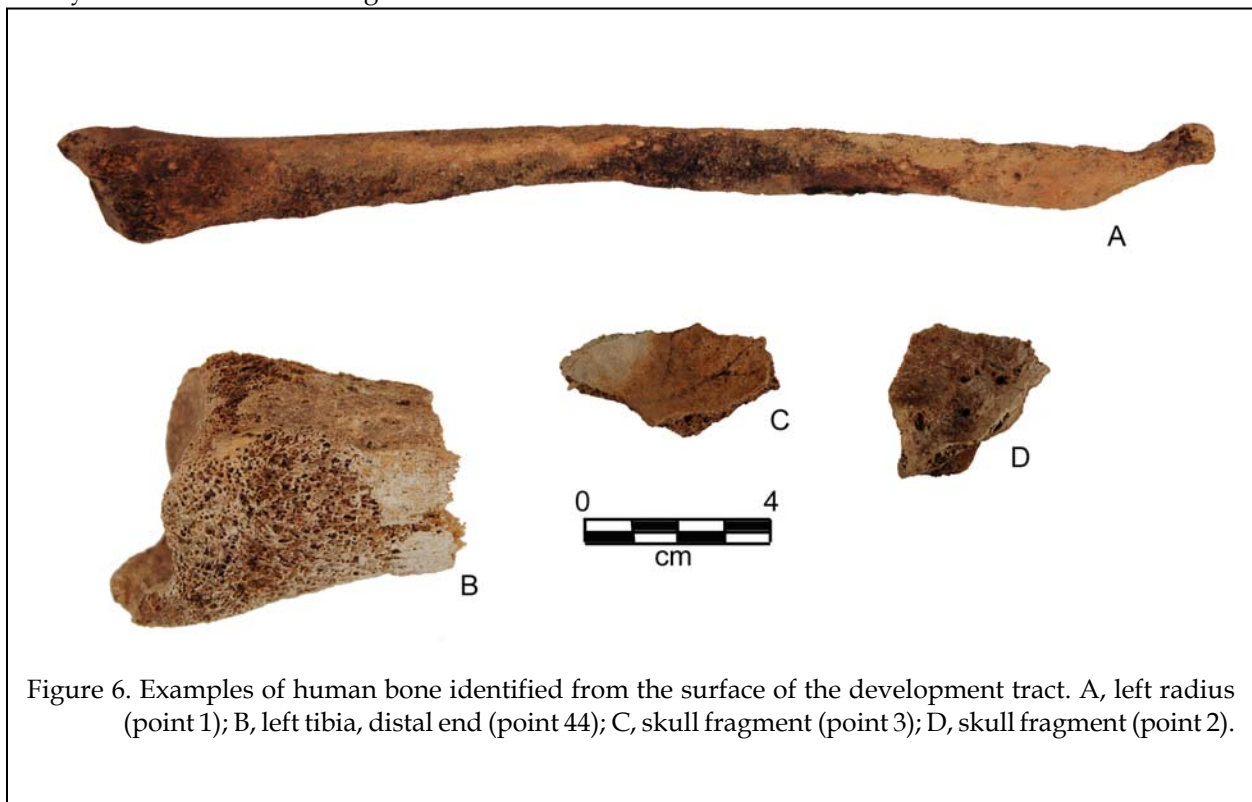 A
B
C
D
0 4
cm
Figure 6. Examples of human bone identified from the surface of the development tract. A, left radius
(point 1); B, left tibia, distal end (point 44); C, skull fragment (point 3); D, skull fragment (point 2).